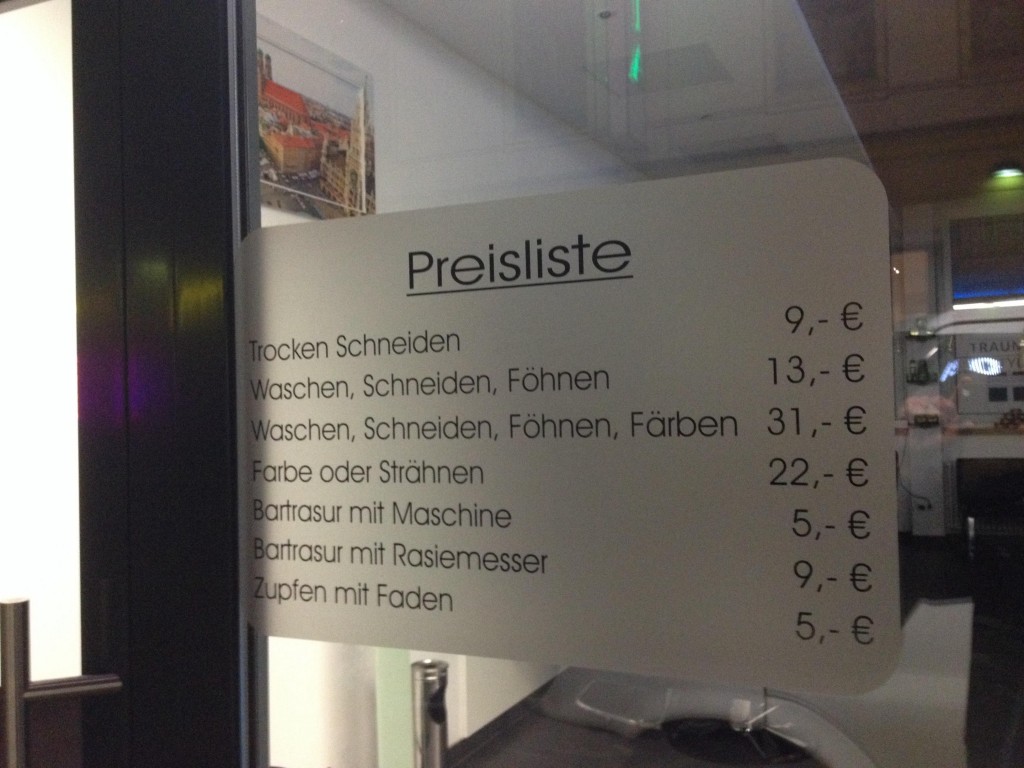 Preisliste
Trocken Schneiden 9,- €
Waschen, Schneiden, Föhnen 13,- €
Waschen, Schneiden, Föhnen, Färben 31,- €
Farbe oder Strähnen 22,- €
Bartrasur mit Maschine 5,- €
Bartrasur mit Rasiemesser 9,- €
Zupfen mit Faden 5,- €
TRAUM